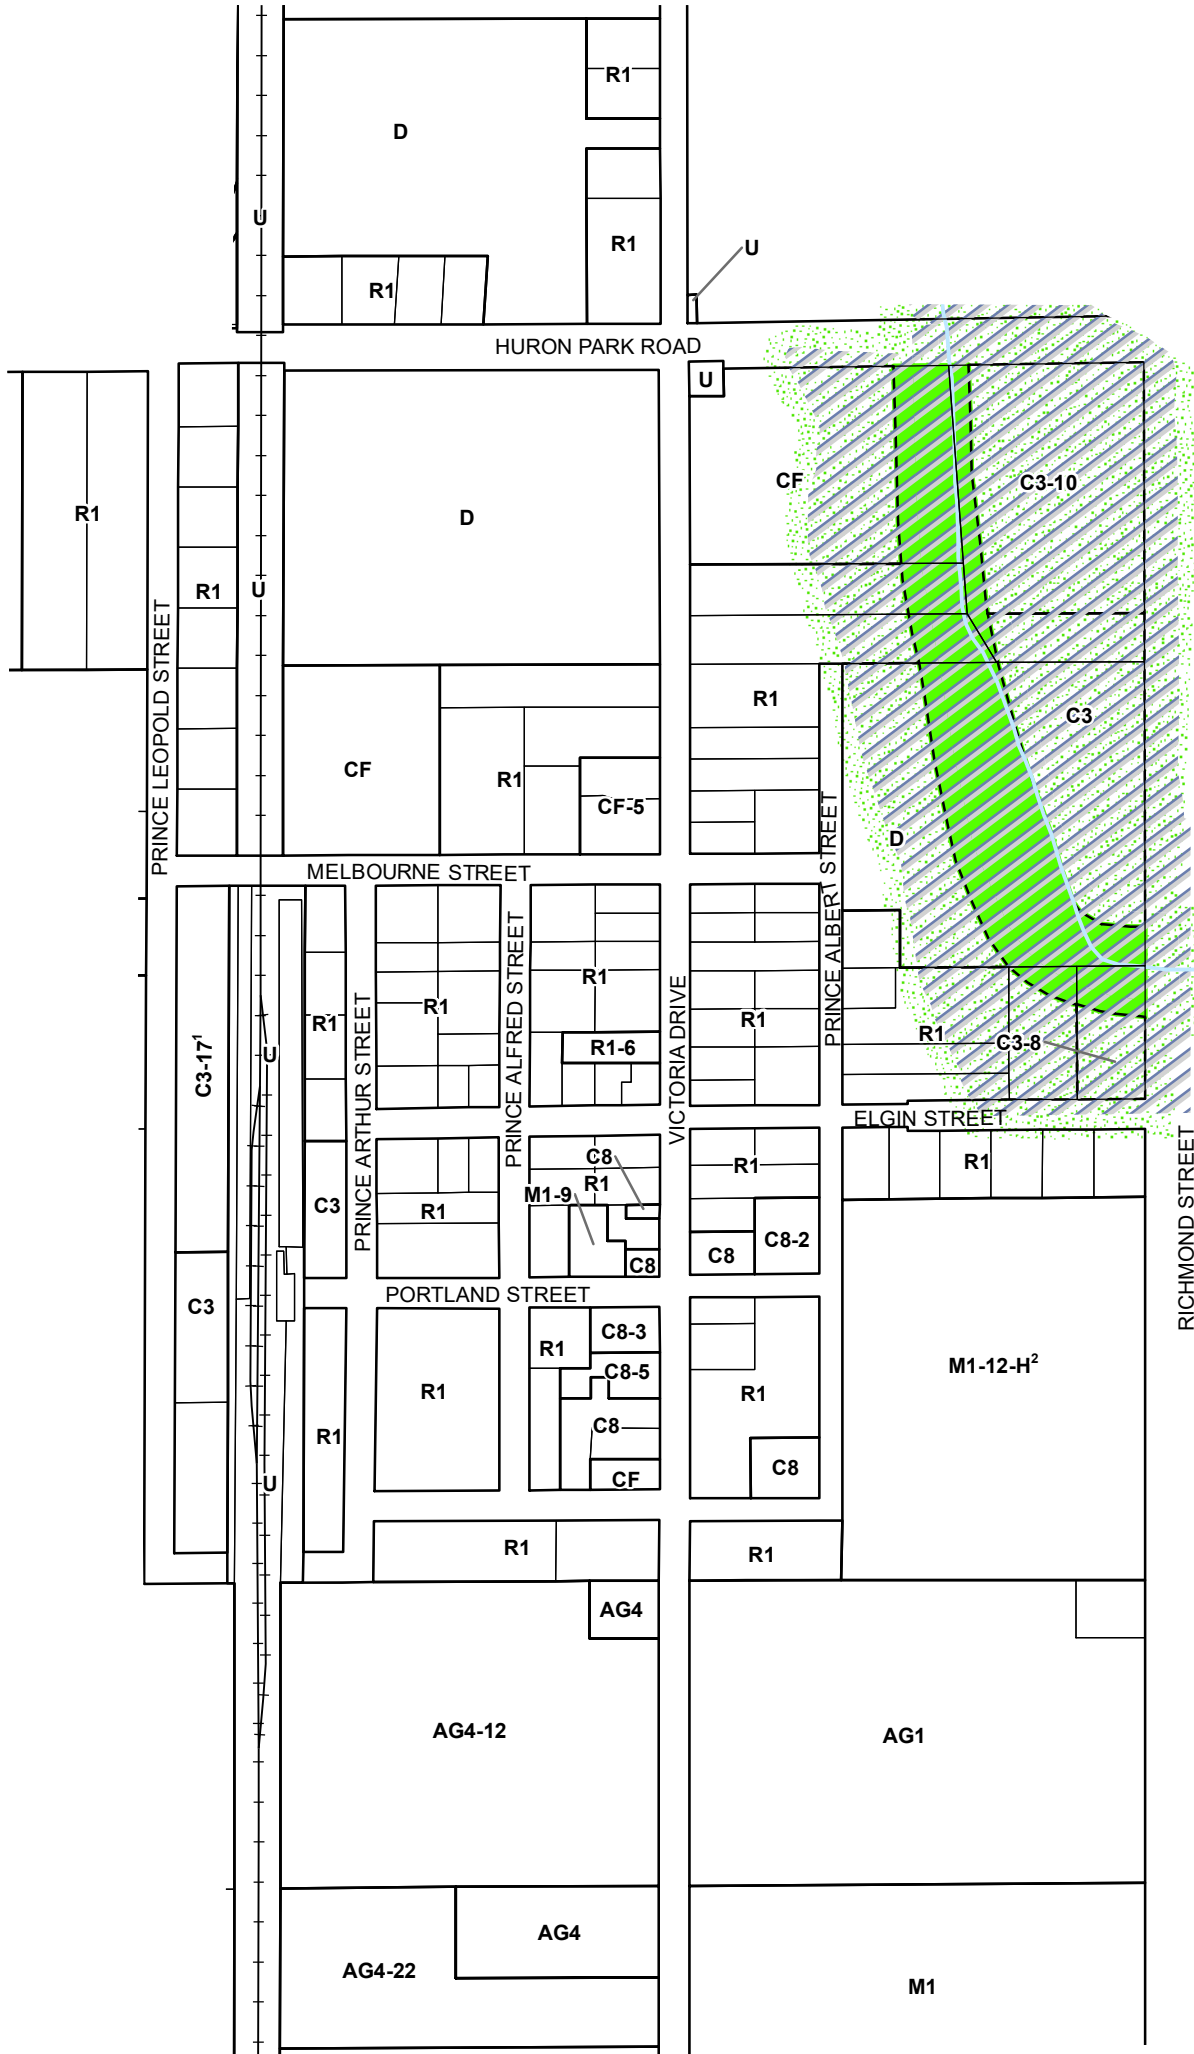 R1
D
U
R1
U
R1
HURON PARK ROAD
U
CF
C3-10
R1
D
R1
U
PRINCE LEOPOLD STREET
R1
C3
CF
R1
CF-5
PRINCE ALBERT STREET
D
MELBOURNE STREET
PRINCE ALFRED STREET
R1
R1
VICTORIA DRIVE
R1
R1
PRINCE ARTHUR STREET
R1
C3-8
C3-17¹
U
R1-6
ELGIN STREET
RICHMOND STREET
C8
R1
R1
R1
M1-9
C3
R1
C8-2
C8
C8
PORTLAND STREET
C3
C8-3
R1
M1-12-H²
C8-5
R1
R1
C8
R1
C8
CF
U
R1
R1
AG4
AG4-12
AG1
AG4
AG4-22
M1